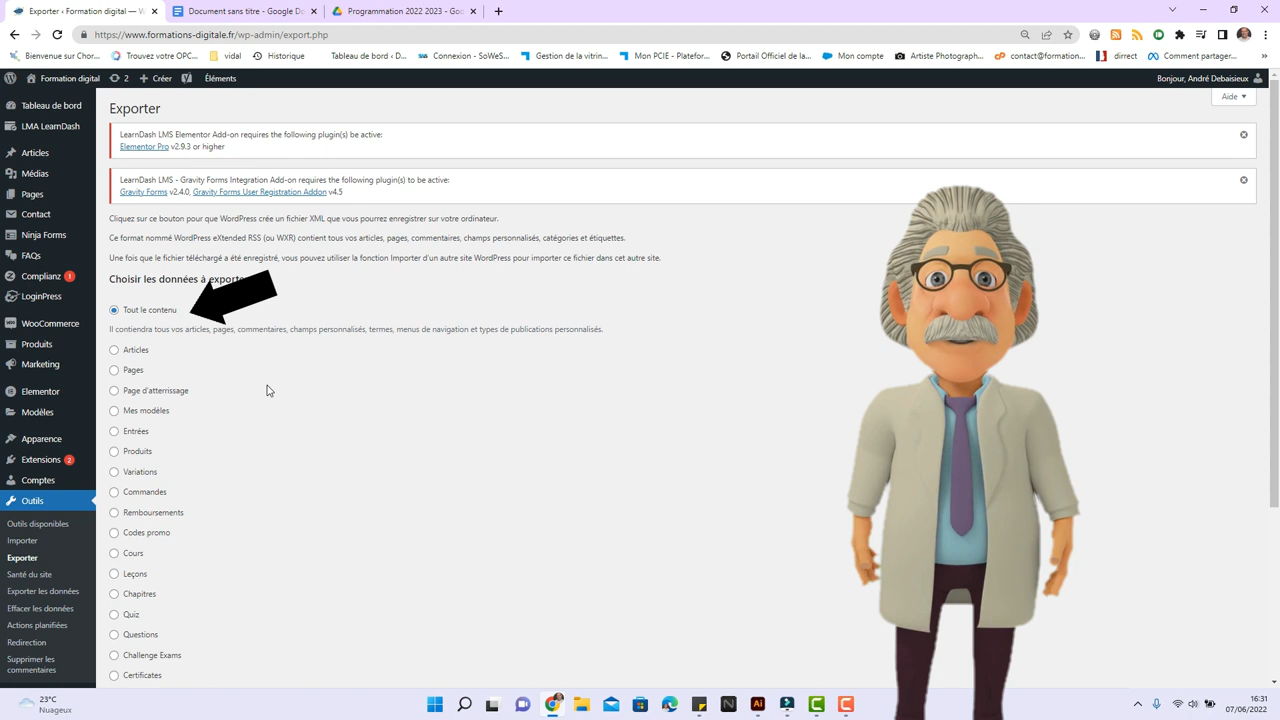 Exporter ‹ Formation digital — W
Document sans titre - Google Do
Programmation 2022 2023 - Goo
https://www.formations-digitale.fr/wp-admin/export.php
Bienvenue sur Chor...
Trouvez votre OPC...
vidal
horaire
Tableau de bord ‹ D...
Connexion - SoWeS...
Gestion de la vitrin...
Mon PCIE - Platefor...
Portail Officiel de la...
Mon compte
Artiste Photograph...
contact@formation...
direct
Comment partager...
»
Formation digital
2
Créer
Éléments
Bonjour, André Debaisieux
Tableau de bord
LMA LearnDash
Articles
Médias
Pages
Contact
Ninja Forms
FAQs
Complianz 1
LoginPress
WooCommerce
Produits
Marketing
Elementor
Modèles
Apparence
Extensions 2
Comptes
Outils
Outils disponibles
Importer
Exporter
Santé du site
Exporter les données
Effacer les données
Actions planifiées
Redirection
Supprimer les
commentaires
Aide
Exporter
LearnDash LMS Elementor Add-on requires the following plugin(s) be active:
Elementor Pro v2.9.3 or higher
LearnDash LMS - Gravity Forms Integration Add-on requires the following plugin(s) to be active:
Gravity Forms v2.4.0, Gravity Forms User Registration Addon v4.5
Cliquez sur ce bouton pour que WordPress crée un fichier XML que vous pourrez enregistrer sur votre ordinateur.
Ce format nommé WordPress eXtended RSS (ou WXR) contient tous vos articles, pages, commentaires, champs personnalisés, catégories et étiquettes.
Une fois que le fichier téléchargé a été enregistré, vous pouvez utiliser la fonction Importer d'un autre site WordPress pour importer ce fichier dans cet autre site.
Choisir les données à exporte
Tout le contenu
Il contiendra tous vos articles, pages, commentaires, champs personnalisés, termes, menus de navigation et types de publications personnalisés.
Articles
Pages
Page d'atterrissage
Mes modèles
Entrées
Produits
Variations
Commandes
Remboursements
Codes promo
Cours
Leçons
Chapitres
Quiz
Questions
Challenge Exams
Certificates
23°C
Nuageux
16:31
07/06/2022